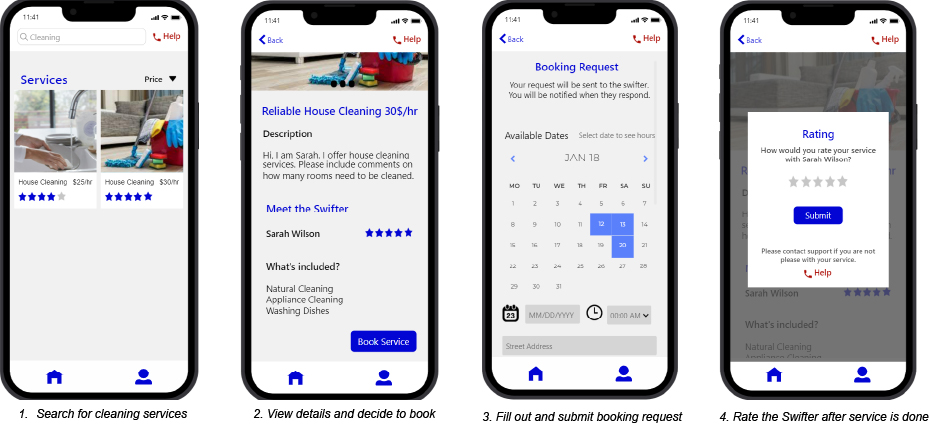 11:41
Cleaning
Help
Services
Price
House Cleaning $25/hr
House Cleaning $30/hr
1. Search for cleaning services
11:41
Back
Help
Reliable House Cleaning 30$/hr
Description
Hi. I am Sarah. I offer house cleaning
services. Please include comments on
how many rooms need to be cleaned.
Meet the Swifter
Sarah Wilson
What's included?
Natural Cleaning
Appliance Cleaning
Washing Dishes
Book Service
2. View details and decide to book
11:41
Back
Help
Booking Request
Your request will be sent to the swifter.
You will be notified when they respond.
Available Dates Select date to see hours
JAN 18
MO TU WE TH FR SA SU
1 2 3 4 5 6 7
8 9 10 11 12 13 14
15 16 17 18 19 20 21
22 23 24 25 26 27 28
29 30 31
23 MM/DD/YYYY 00:00 AM
Street Address
3. Fill out and submit booking request
11:41
Back
Help
Rating
How would you rate your service
with Sarah Wilson?
Submit
Please contact support if you are not
please with your service.
Help
Sarah Wilson
What's included?
Natural Cleaning
Appliance Cleaning
4. Rate the Swifter after service is done